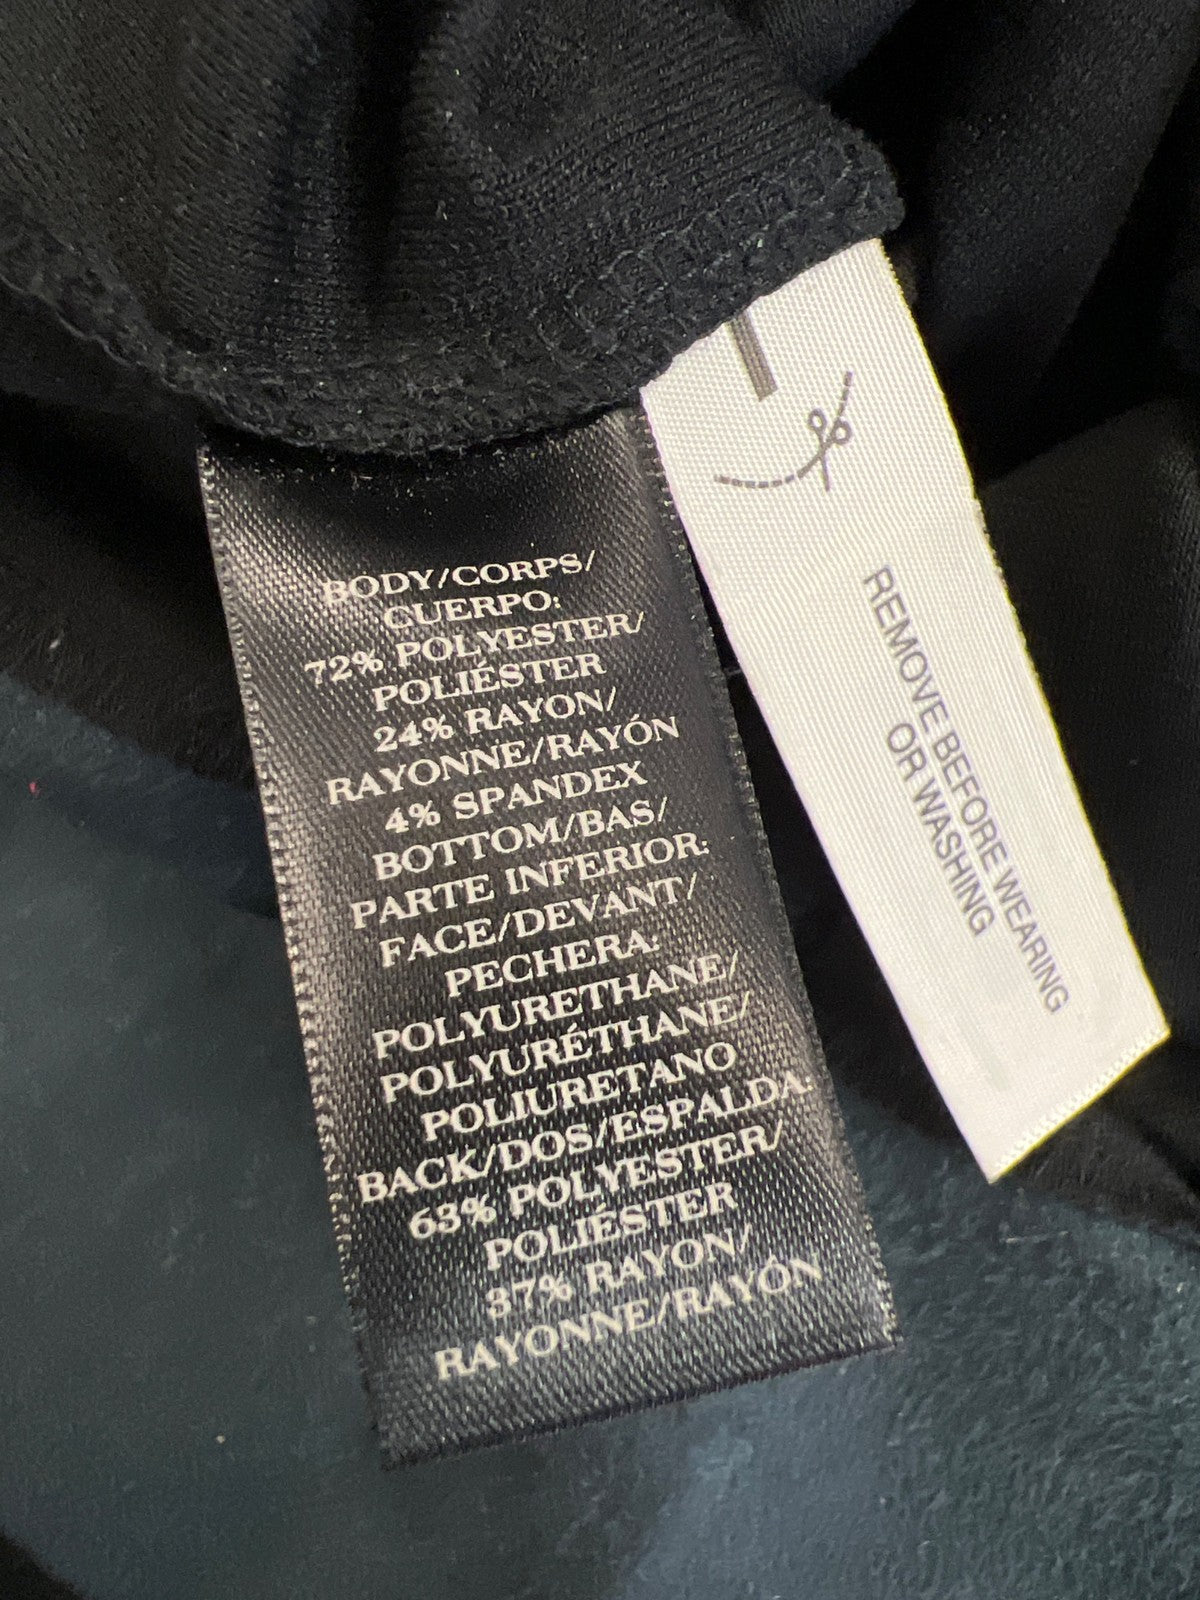 BODY/CORPS/
CUERPO:
72% POLYESTER/
POLIÉSTER
24% RAYON/
RAYONNE/RAYÓN
4% SPANDEX
BOTTOM/BAS/
PARTE INFERIOR:
FACE/DEVANT/
PECHERA:
POLYURETHANE/
POLYURÉTHANE/
POLIURETANO
BACK/DOS/ESPALDA:
63% POLYESTER/
POLIÉSTER
37% RAYON/
RAYONNE/RAYÓN
REMOVE BEFORE WEARING
OR WASHING